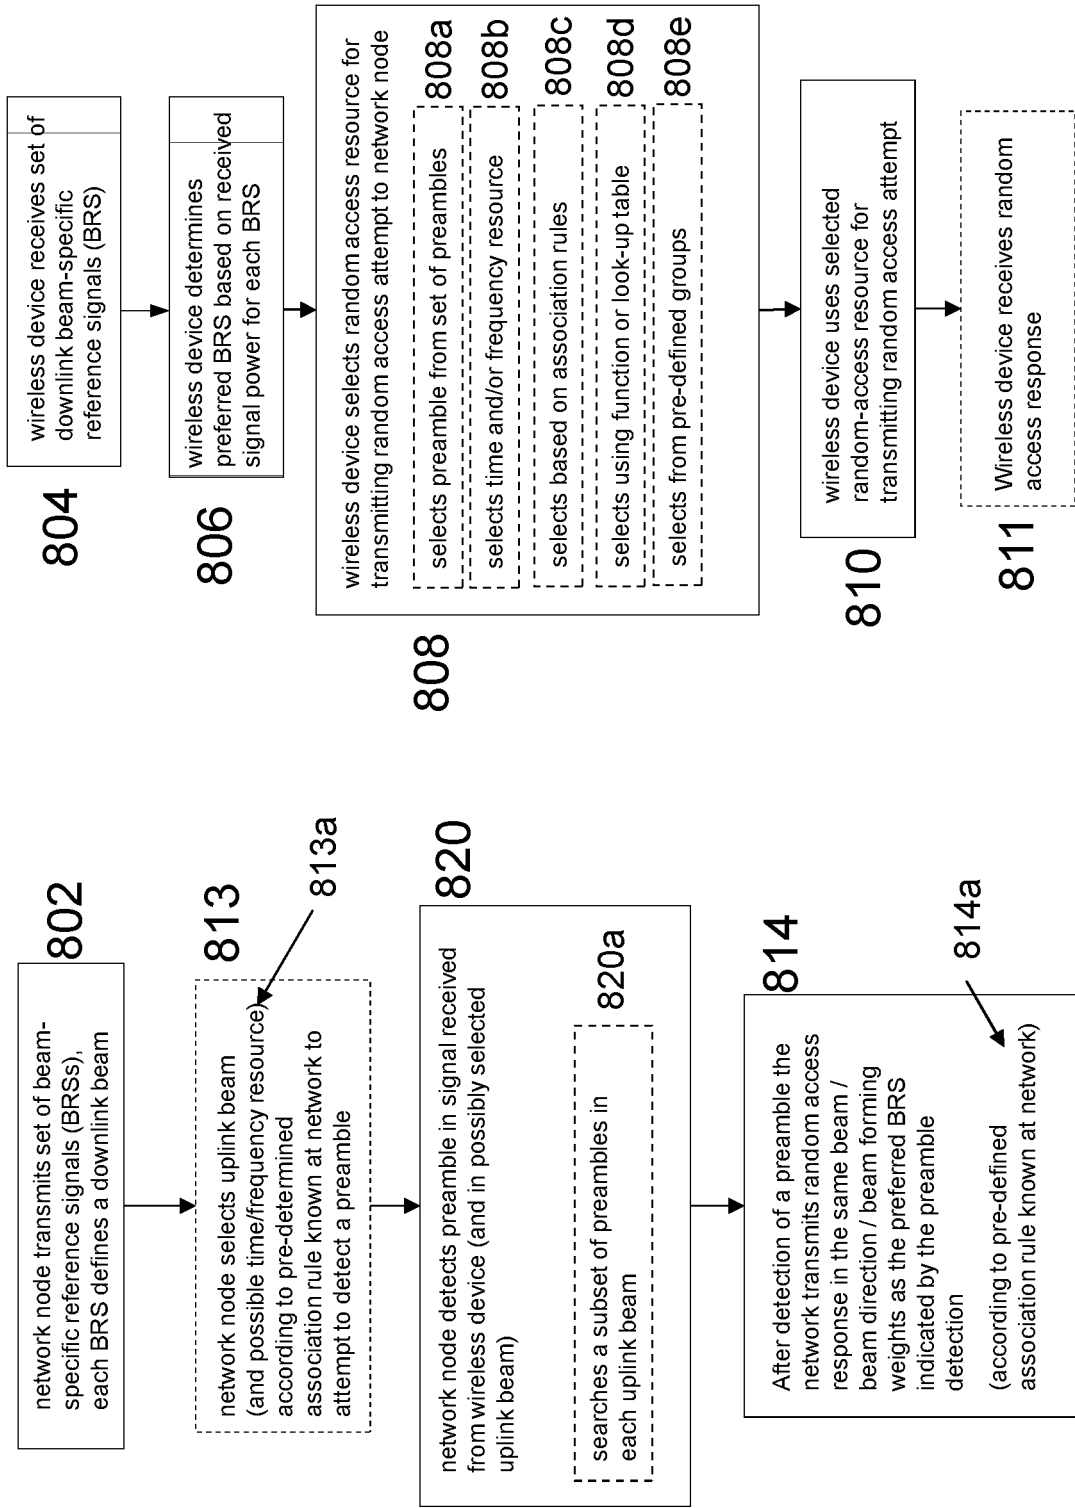 802
network node transmits set of beam-
specific reference signals (BRSs),
each BRS defines a downlink beam
813
813a
network node selects uplink beam
(and possible time/frequency resource)
according to pre-determined
association rule known at network to
attempt to detect a preamble
820
network node detects preamble in signal received
from wireless device (and in possibly selected
uplink beam)
820a
searches a subset of preambles in
each uplink beam
814
814a
After detection of a preamble the
network transmits random access
response in the same beam /
beam direction / beam forming
weights as the preferred BRS
indicated by the preamble
detection
(according to pre-defined
association rule known at network)
804
wireless device receives set of
downlink beam-specific
reference signals (BRS)
806
wireless device determines
preferred BRS based on received
signal power for each BRS
808
wireless device selects random access resource for
transmitting random access attempt to network node
selects preamble from set of preambles
808a
selects time and/or frequency resource
808b
selects based on association rules
808c
selects using function or look-up table
808d
selects from pre-defined groups
808e
810
wireless device uses selected
random-access resource for
transmitting random access attempt
811
Wireless device receives random
access response